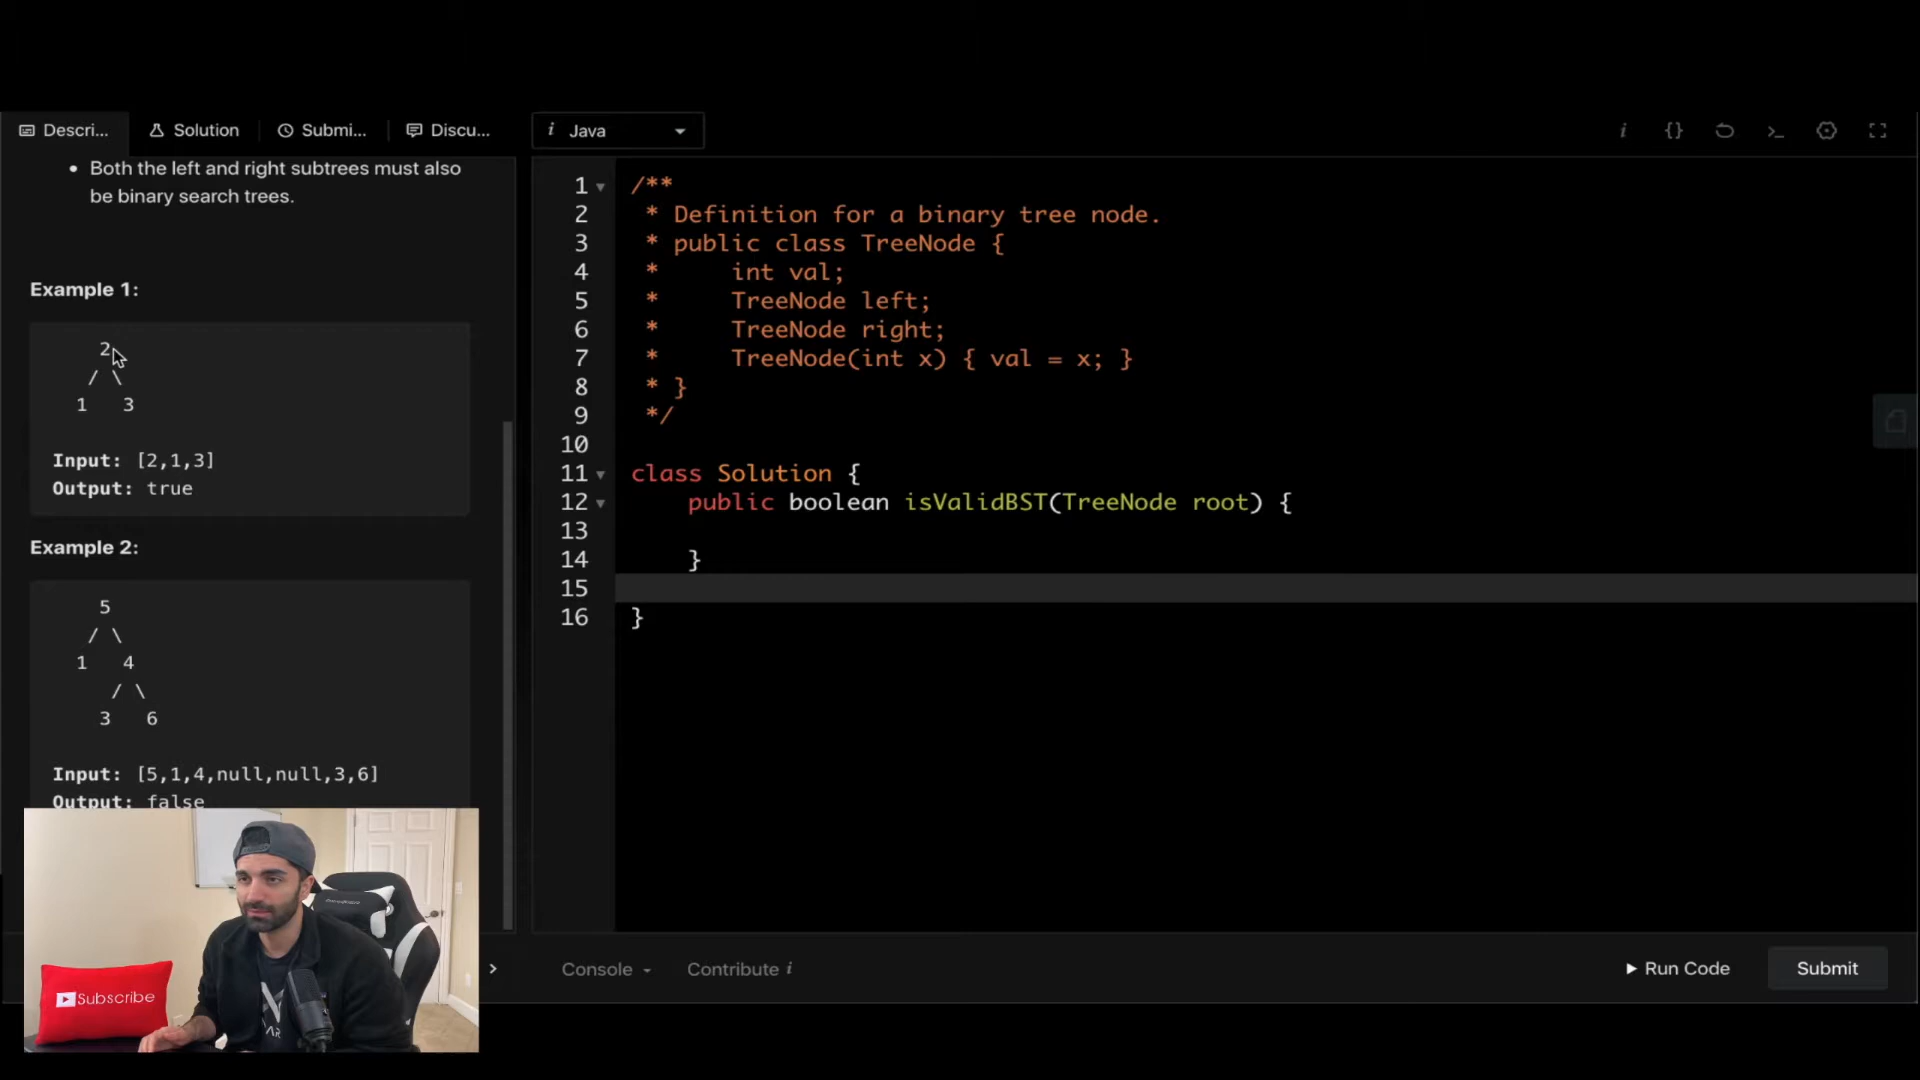 Descri...
Solution
Submi...
Discu...
i Java
i {} >_
• Both the left and right subtrees must also
be binary search trees.
Example 1:
2
/ \
1 3
Input: [2,1,3]
Output: true
Example 2:
5
/ \
1 4
/ \
3 6
Input: [5,1,4,null,null,3,6]
Output: false
1 /**
2 * Definition for a binary tree node.
3 * public class TreeNode {
4 * int val;
5 * TreeNode left;
6 * TreeNode right;
7 * TreeNode(int x) { val = x; }
8 * }
9 */
10
11 class Solution {
12 public boolean isValidBST(TreeNode root) {
13
14 }
15
16 }
Subscribe
Console
Contribute i
Run Code
Submit